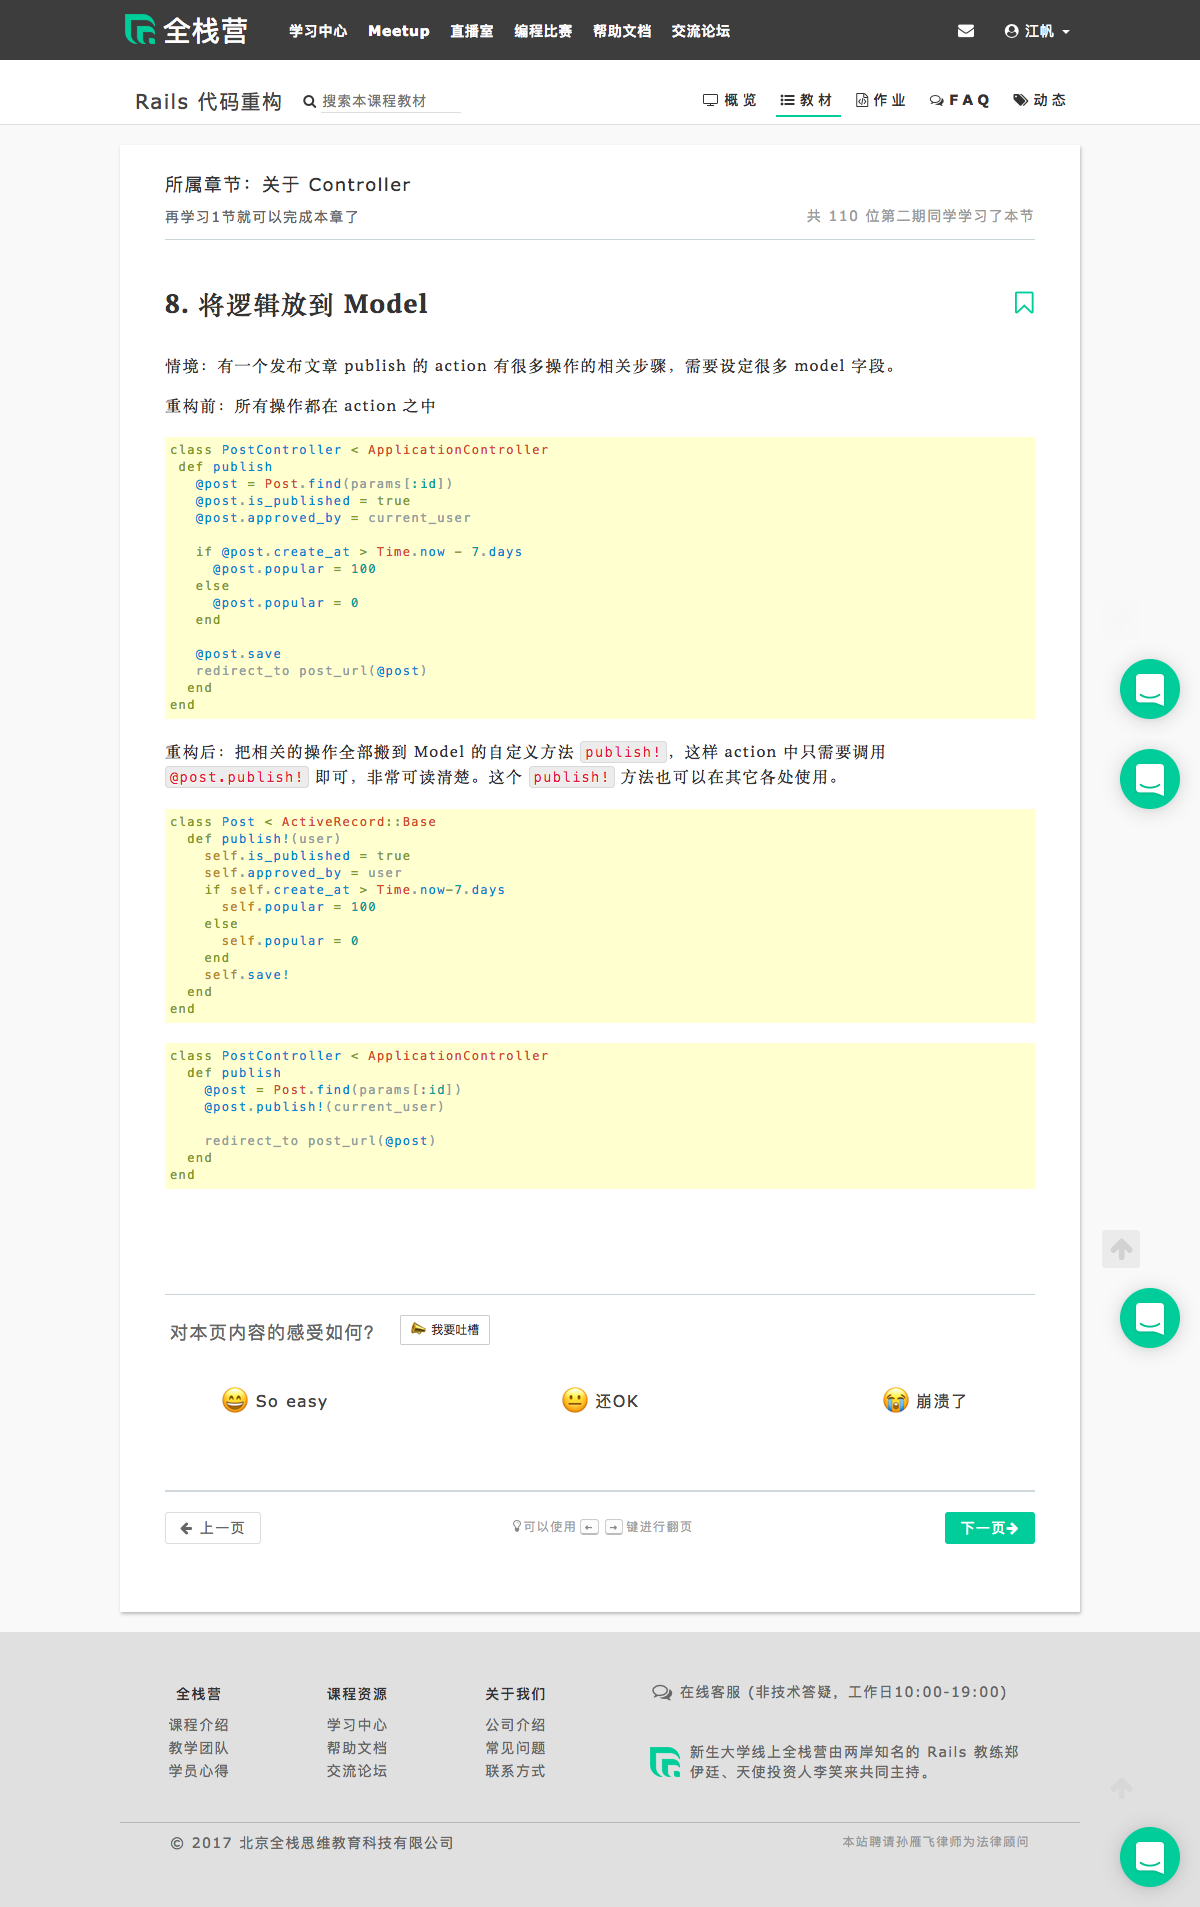 全栈营
学习中心 Meetup 直播室 编程比赛 帮助文档 交流论坛 江帆
Rails 代码重构 搜索本课程教材 概览 教材 作业 FAQ 动态
所属章节：关于 Controller
再学习1节就可以完成本章了 共 110 位第二期同学学习了本节
8. 将逻辑放到 Model
情境：有一个发布文章 publish 的 action 有很多操作的相关步骤，需要设定很多 model 字段。
重构前：所有操作都在 action 之中
class PostController < ApplicationController
 def publish
   @post = Post.find(params[:id])
   @post.is_published = true
   @post.approved_by = current_user

   if @post.create_at > Time.now - 7.days
     @post.popular = 100
   else
     @post.popular = 0
   end

   @post.save
   redirect_to post_url(@post)
  end
end
重构后：把相关的操作全部搬到 Model 的自定义方法 publish!，这样 action 中只需要调用
@post.publish! 即可，非常可读清楚。这个 publish! 方法也可以在其它各处使用。
class Post < ActiveRecord::Base
  def publish!(user)
    self.is_published = true
    self.approved_by = user
    if self.create_at > Time.now-7.days
      self.popular = 100
    else
      self.popular = 0
    end
    self.save!
  end
end
class PostController < ApplicationController
  def publish
    @post = Post.find(params[:id])
    @post.publish!(current_user)

    redirect_to post_url(@post)
  end
end
对本页内容的感受如何? 我要吐槽
So easy 还OK 崩溃了
上一页 可以使用 ← → 键进行翻页 下一页
全栈营 课程资源 关于我们 在线客服 (非技术答疑，工作日10:00-19:00)
课程介绍 学习中心 公司介绍
教学团队 帮助文档 常见问题
学员心得 交流论坛 联系方式
新生大学线上全栈营由两岸知名的 Rails 教练郑
伊廷、天使投资人李笑来共同主持。
© 2017 北京全栈思维教育科技有限公司 本站聘请孙雁飞律师为法律顾问